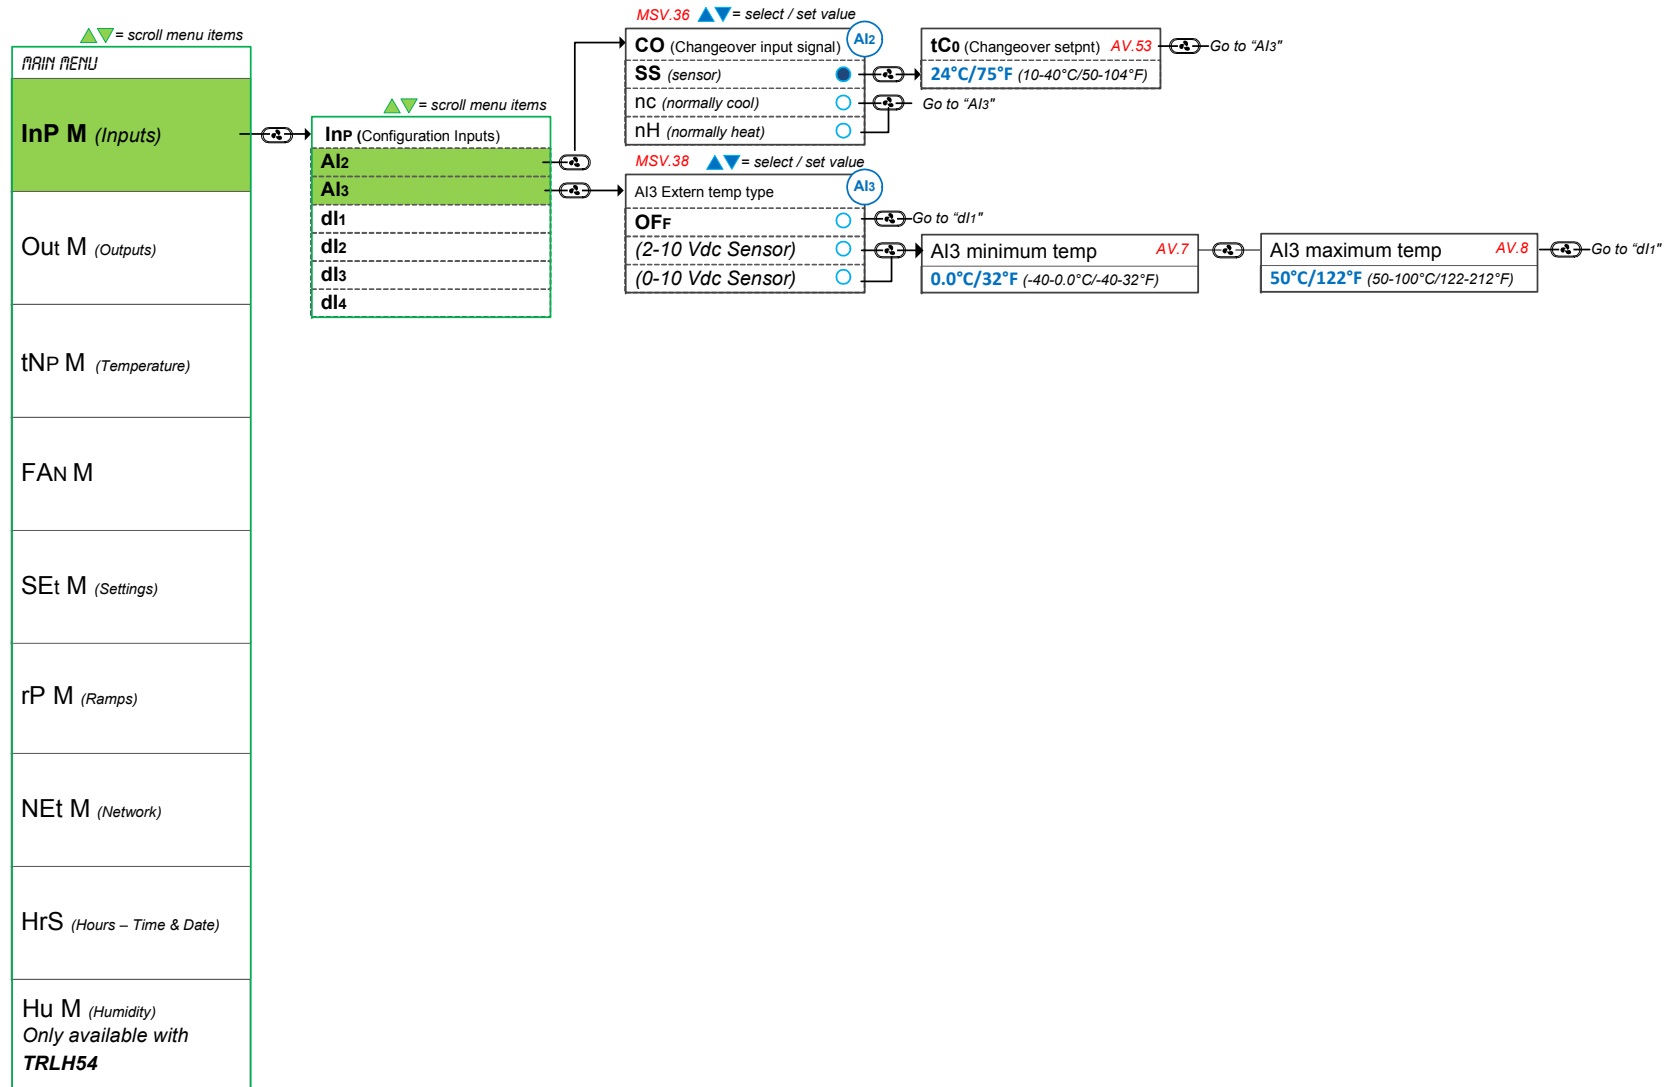 = scroll menu items
MAIN MENU
InP M (Inputs)
Out M (Outputs)
tNP M (Temperature)
FAN M
SEt M (Settings)
rP M (Ramps)
NEt M (Network)
HrS (Hours – Time & Date)
Hu M (Humidity)
Only available with
TRLH54
= scroll menu items
InP (Configuration Inputs)
AI2
AI3
dI1
dI2
dI3
dI4
MSV.36 = select / set value
CO (Changeover input signal) AI2
SS (sensor)
nc (normally cool)
nH (normally heat)
tC0 (Changeover setpnt) AV.53
24°C/75°F (10-40°C/50-104°F)
Go to “AI3"
Go to “AI3"
MSV.38 = select / set value
AI3 Extern temp type AI3
OFF
(2-10 Vdc Sensor)
(0-10 Vdc Sensor)
Go to “dI1"
AI3 minimum temp AV.7
0.0°C/32°F (-40-0.0°C/-40-32°F)
AI3 maximum temp AV.8
50°C/122°F (50-100°C/122-212°F)
Go to “dI1"